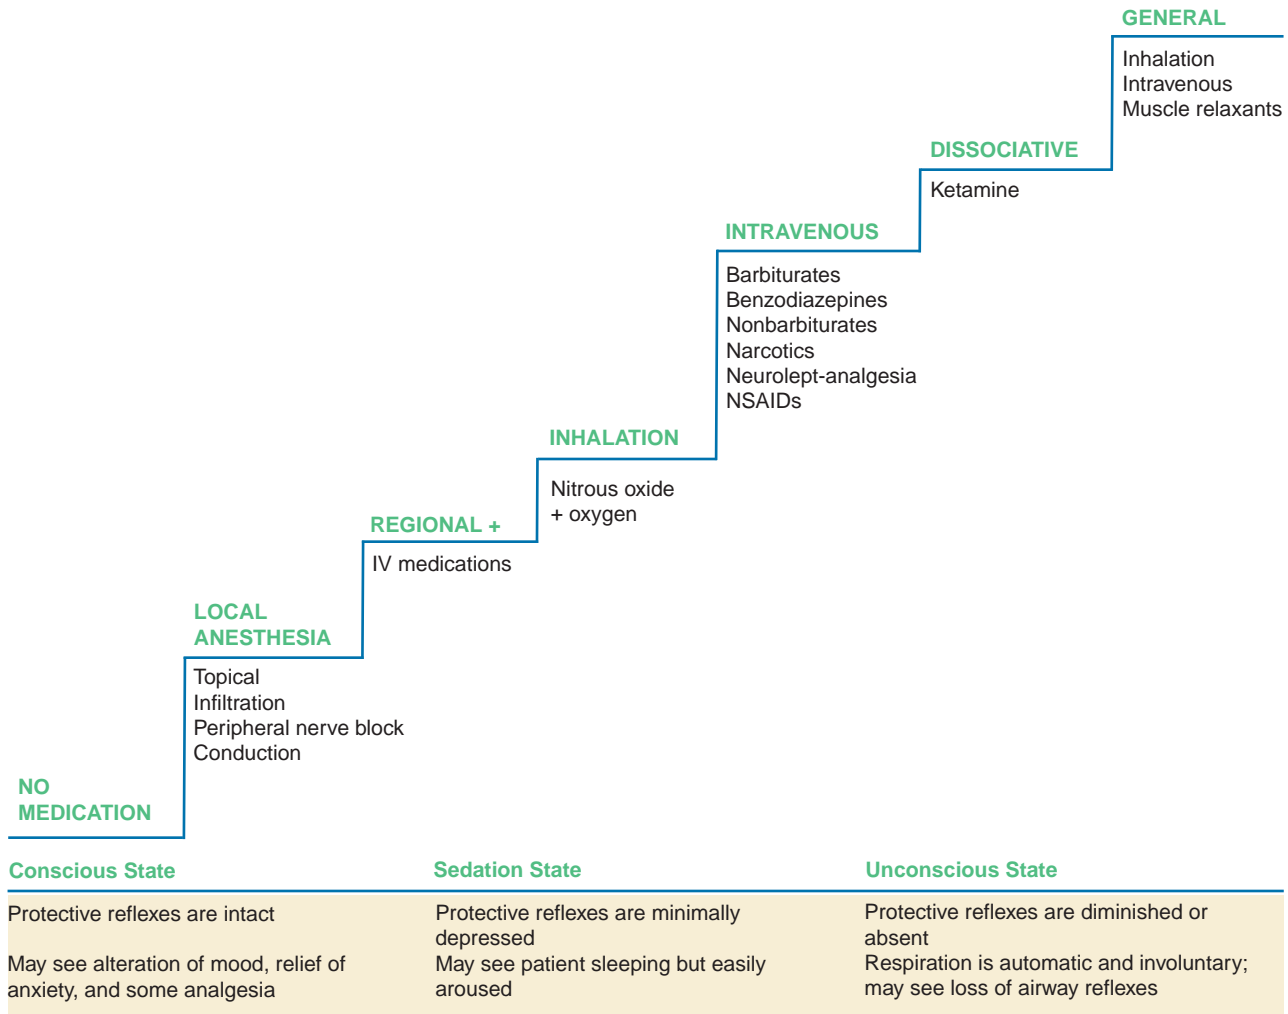 GENERAL
Inhalation
Intravenous
Muscle relaxants
DISSOCIATIVE
Ketamine
INTRAVENOUS
Barbiturates
Benzodiazepines
Nonbarbiturates
Narcotics
Neurolept-analgesia
NSAIDs
INHALATION
Nitrous oxide
+ oxygen
REGIONAL +
IV medications
LOCAL
ANESTHESIA
Topical
Infiltration
Peripheral nerve block
Conduction
NO
MEDICATION
Conscious State
Protective reflexes are intact
May see alteration of mood, relief of
anxiety, and some analgesia
Sedation State
Protective reflexes are minimally
depressed
May see patient sleeping but easily
aroused
Unconscious State
Protective reflexes are diminished or
absent
Respiration is automatic and involuntary;
may see loss of airway reflexes